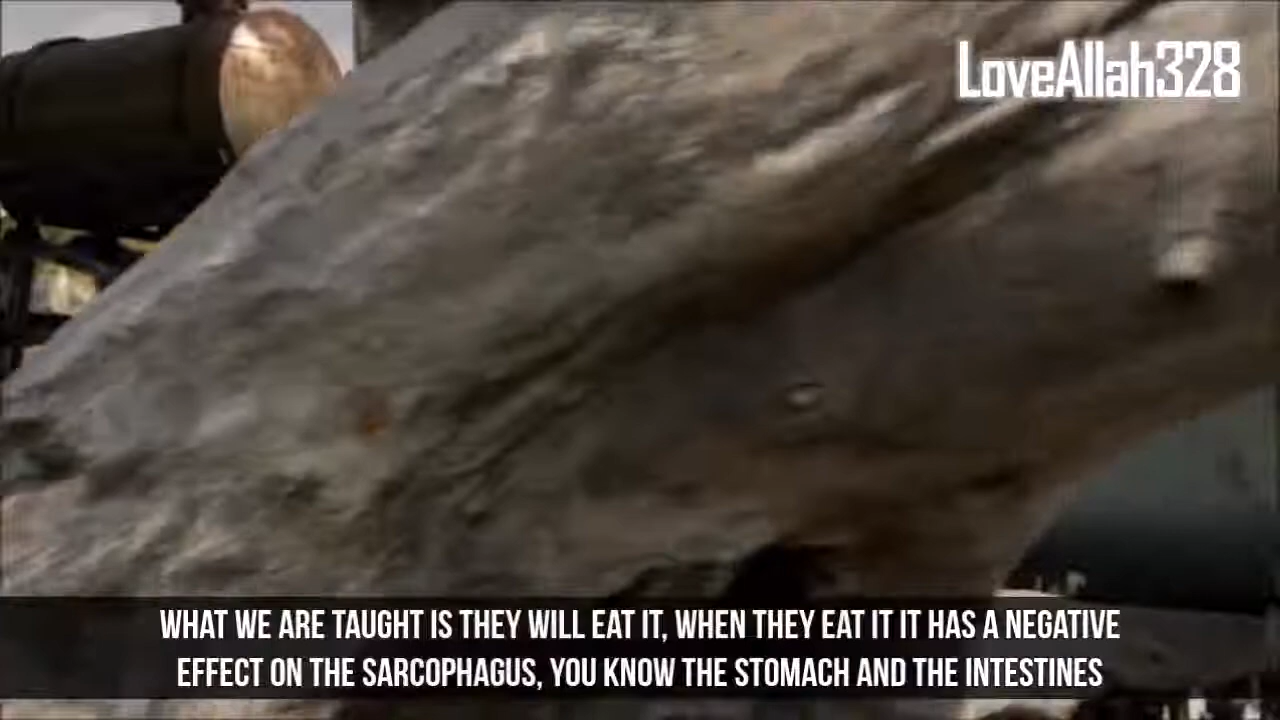 LoveAllah328
WHAT WE ARE TAUGHT IS THEY WILL EAT IT, WHEN THEY EAT IT IT HAS A NEGATIVE
EFFECT ON THE SARCOPHAGUS, YOU KNOW THE STOMACH AND THE INTESTINES